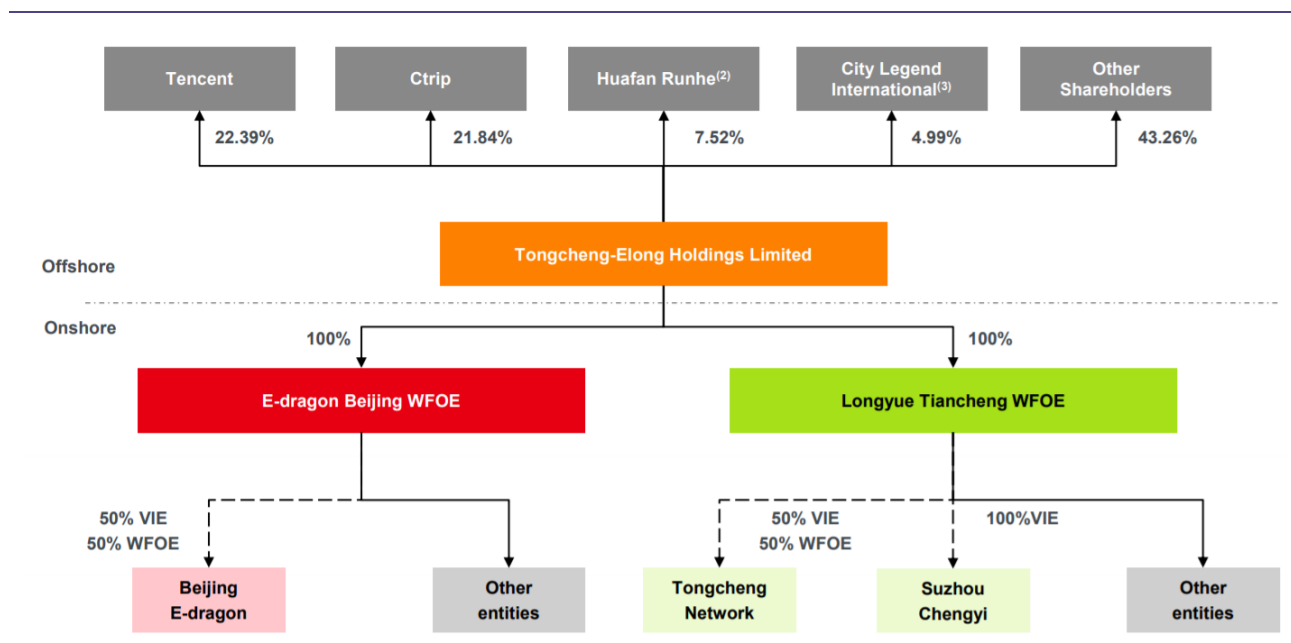 Tencent
Ctrip
Huafan Runhe(2)
City Legend
International(3)
Other
Shareholders
22.39%
21.84%
7.52%
4.99%
43.26%
Tongcheng-Elong Holdings Limited
Offshore
Onshore
100%
100%
E-dragon Beijing WFOE
Longyue Tiancheng WFOE
50% VIE
50% WFOE
50% VIE
50% WFOE
100%VIE
Beijing
E-dragon
Other
entities
Tongcheng
Network
Suzhou
Chengyi
Other
entities